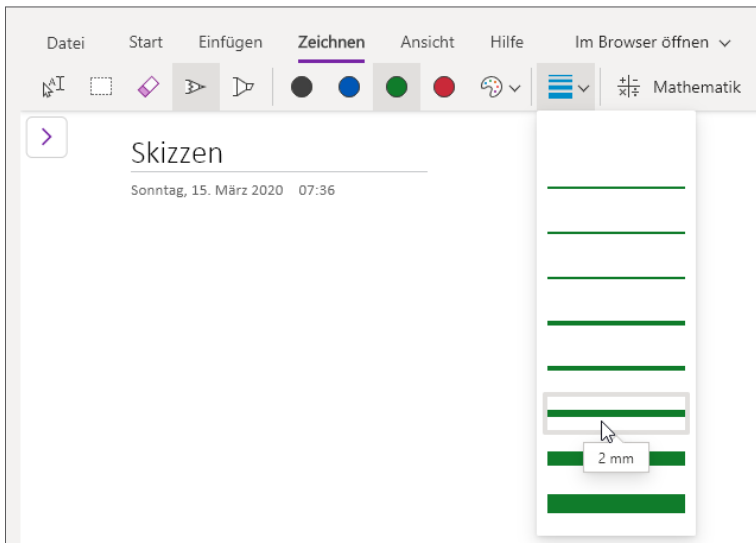 Datei Start Einfügen Zeichnen Ansicht Hilfe Im Browser öffnen
Mathematik
Skizzen
Sonntag, 15. März 2020 07:36
2 mm